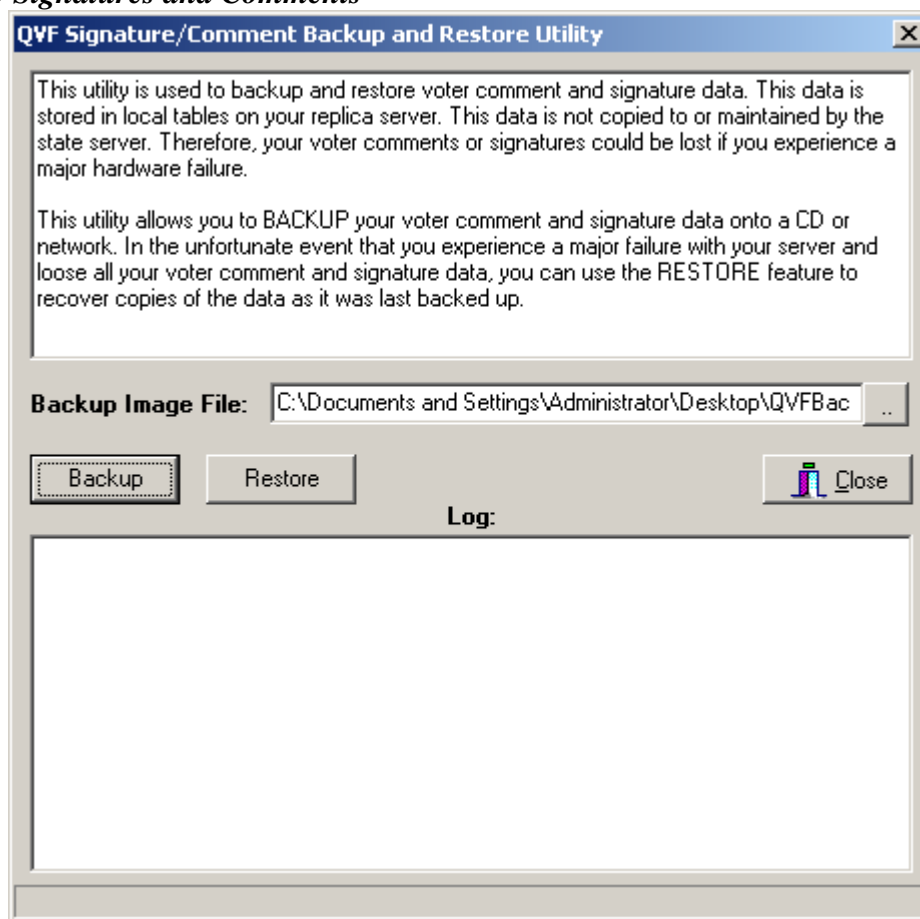 Signatures and Comments
QVF Signature/Comment Backup and Restore Utility
This utility is used to backup and restore voter comment and signature data. This data is
stored in local tables on your replica server. This data is not copied to or maintained by the
state server. Therefore, your voter comments or signatures could be lost if you experience a
major hardware failure.
This utility allows you to BACKUP your voter comment and signature data onto a CD or
network. In the unfortunate event that you experience a major failure with your server and
loose all your voter comment and signature data, you can use the RESTORE feature to
recover copies of the data as it was last backed up.
Backup Image File: C:\Documents and Settings\Administrator\Desktop\QVFBac ..
Backup Restore Close
Log: